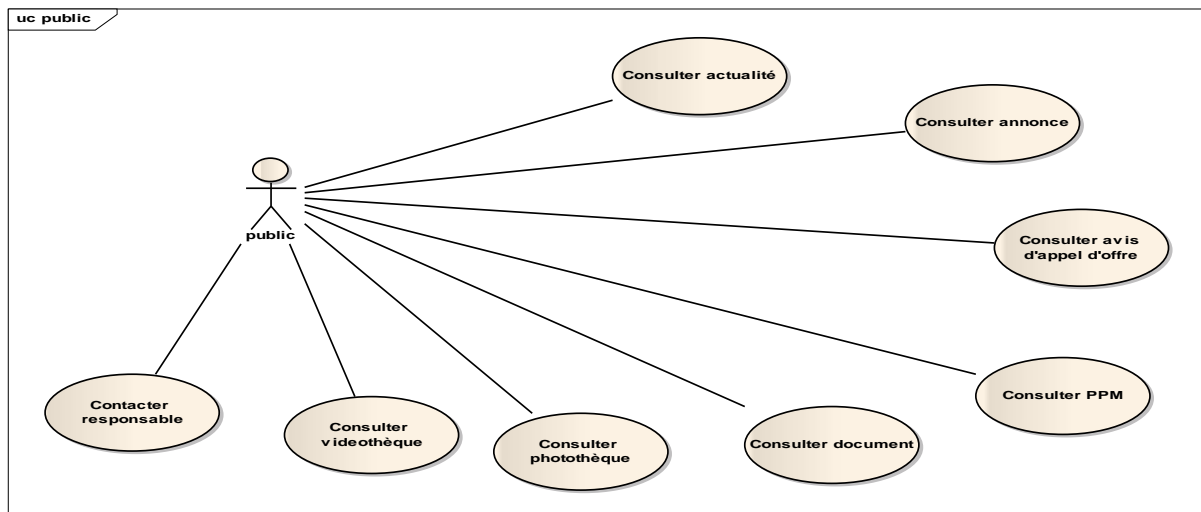 uc public
Consulter actualité
Consulter annonce
public
Consulter avis
d'appel d'offre
Consulter PPM
Contacter
responsable
Consulter
videothèque
Consulter
photothèque
Consulter document